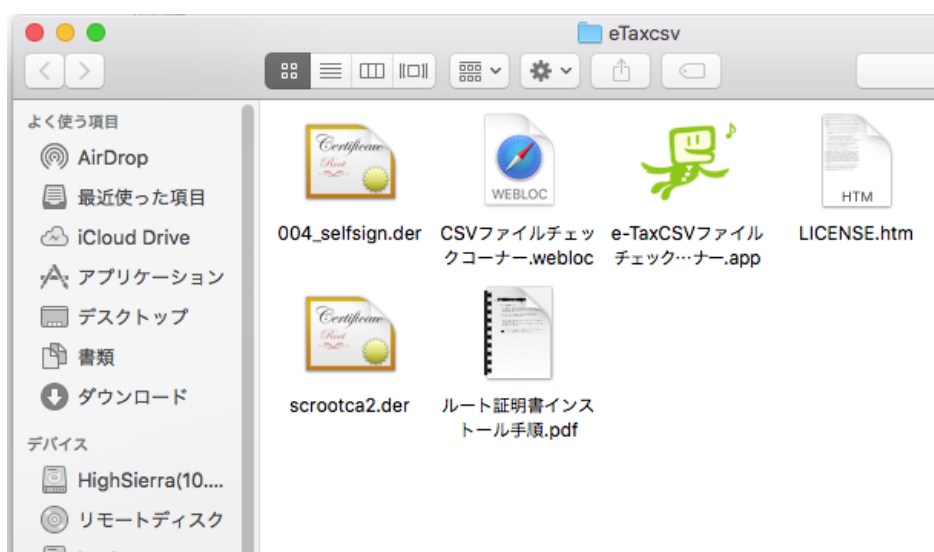 eTaxcsv
よく使う項目
AirDrop
最近使った項目
iCloud Drive
アプリケーション
デスクトップ
書類
ダウンロード
デバイス
HighSierra(10....
リモートディスク
Certificate
Root
004_selfsign.der
WEBLOC
CSVファイルチェッ
クコーナー.webloc
e-TaxCSVファイル
チェック…ナー.app
HTM
LICENSE.htm
Certificate
Root
scrootca2.der
ルート証明書インス
トール手順.pdf